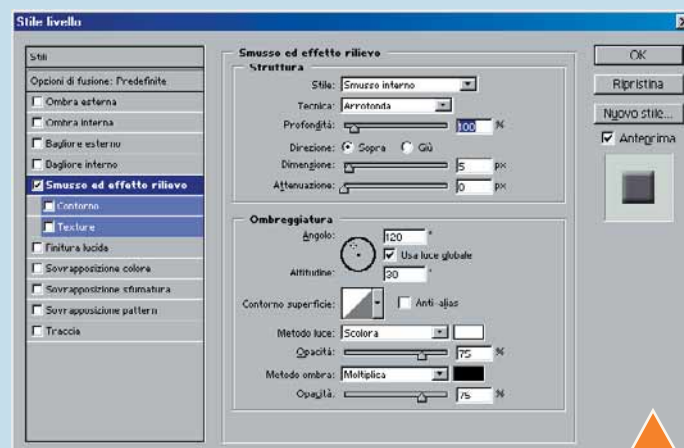 Stile livello
Stili
Opzioni di fusione: Predefinite
Ombra esterna
Ombra interna
Bagliore esterno
Bagliore interno
Smusso ed effetto rilievo
Contorno
Texture
Finitura lucida
Sovrapposizione colore
Sovrapposizione sfumatura
Sovrapposizione pattern
Traccia
Smusso ed effetto rilievo
Struttura
Stile: Smusso interno
Tecnica: Arrotonda
Profondità: 100 %
Direzione: Sopra Giù
Dimensione: 5 px
Attenuazione: 0 px
Ombreggiatura
Angolo: 120 °
Usa luce globale
Altitudine: 30 °
Contorno superficie: Anti-alias
Metodo luce: Scolora
Opacità: 75 %
Metodo ombra: Moltiplica
Opacità: 75 %
OK
Ripristina
Nuovo stile...
Anteprima